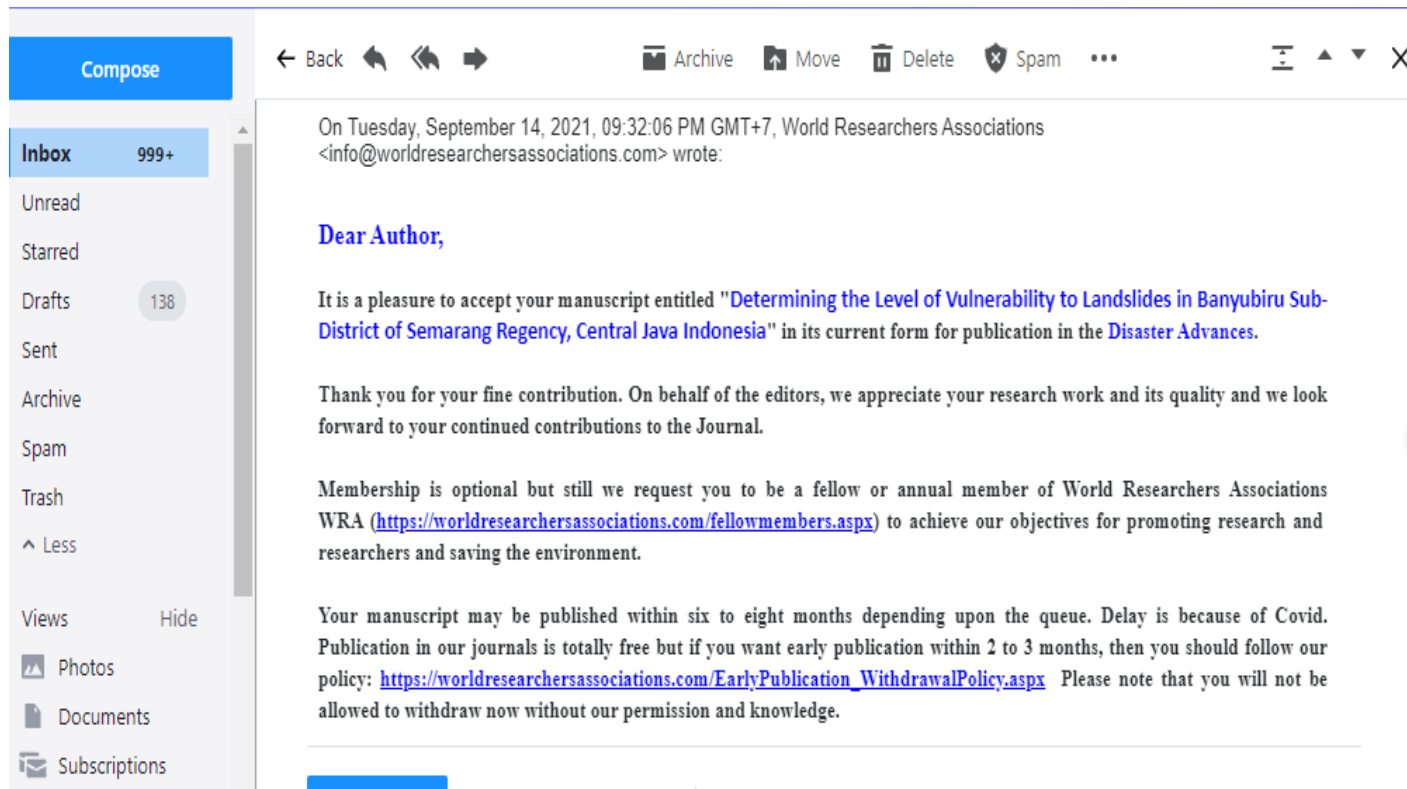 Compose
Back
Archive
Move
Delete
Spam
Inbox 999+
Unread
Starred
Drafts 138
Sent
Archive
Spam
Trash
Less
Views Hide
Photos
Documents
Subscriptions
On Tuesday, September 14, 2021, 09:32:06 PM GMT+7, World Researchers Associations
<info@worldresearchersassociations.com> wrote:
Dear Author,
It is a pleasure to accept your manuscript entitled "Determining the Level of Vulnerability to Landslides in Banyubiru Sub-
District of Semarang Regency, Central Java Indonesia" in its current form for publication in the Disaster Advances.
Thank you for your fine contribution. On behalf of the editors, we appreciate your research work and its quality and we look
forward to your continued contributions to the Journal.
Membership is optional but still we request you to be a fellow or annual member of World Researchers Associations
WRA (https://worldresearchersassociations.com/fellowmembers.aspx) to achieve our objectives for promoting research and
researchers and saving the environment.
Your manuscript may be published within six to eight months depending upon the queue. Delay is because of Covid.
Publication in our journals is totally free but if you want early publication within 2 to 3 months, then you should follow our
policy: https://worldresearchersassociations.com/EarlyPublication_WithdrawalPolicy.aspx Please note that you will not be
allowed to withdraw now without our permission and knowledge.